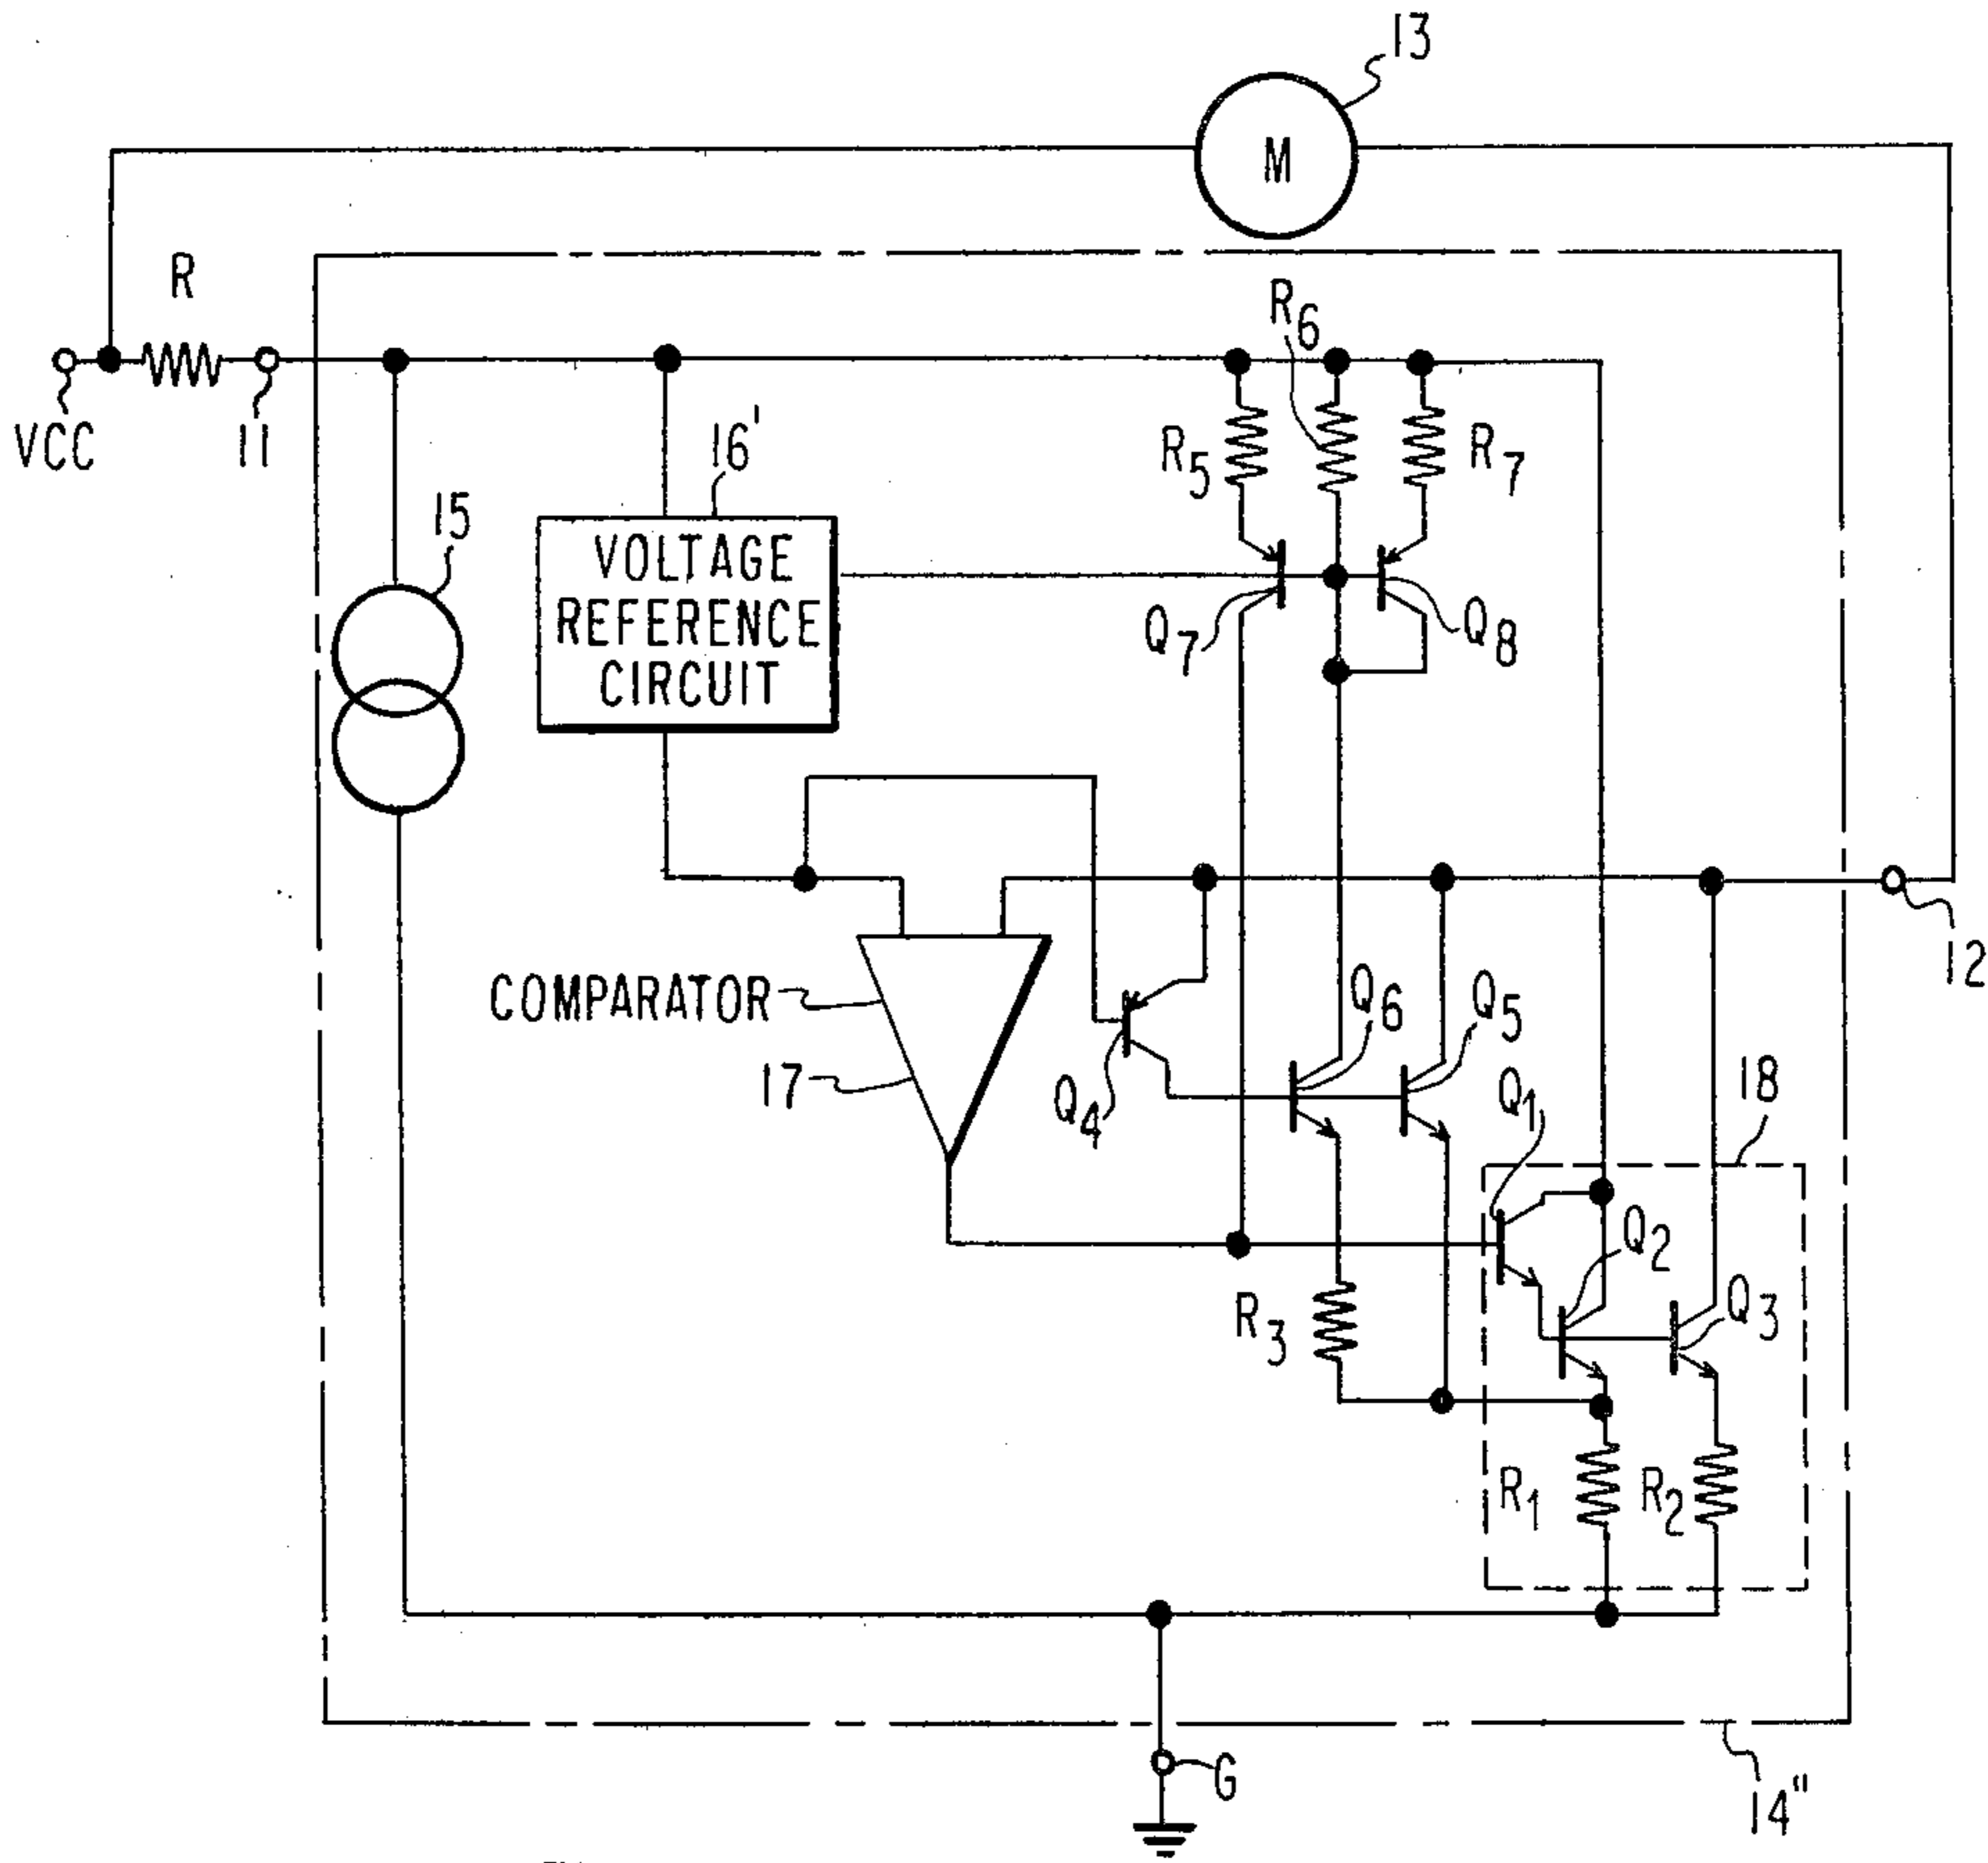 13
M
R
R6
VCC
11
16'
R5
R7
15
VOLTAGE
REFERENCE
CIRCUIT
Q7
Q8
COMPARATOR
Q6
Q5
12
17
Q4
Q1
18
Q2
Q3
R3
R1
R2
G
14"